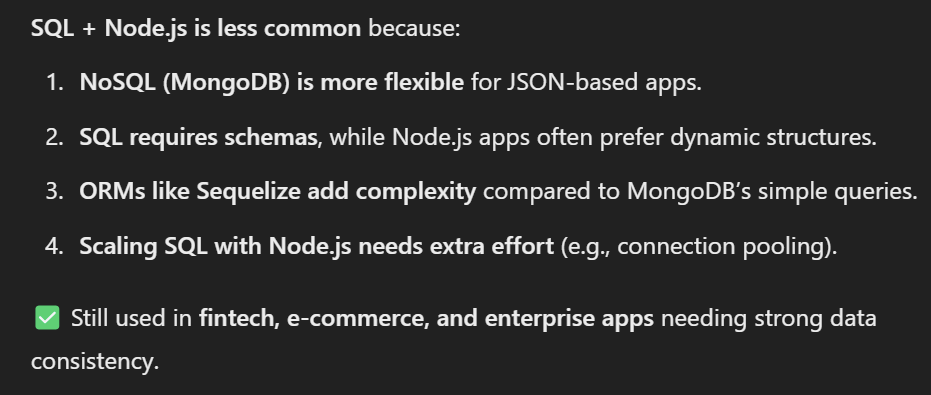 SQL + Node.js is less common because:
1. NoSQL (MongoDB) is more flexible for JSON-based apps.
2. SQL requires schemas, while Node.js apps often prefer dynamic structures.
3. ORMs like Sequelize add complexity compared to MongoDB’s simple queries.
4. Scaling SQL with Node.js needs extra effort (e.g., connection pooling).
✅ Still used in fintech, e-commerce, and enterprise apps needing strong data
consistency.